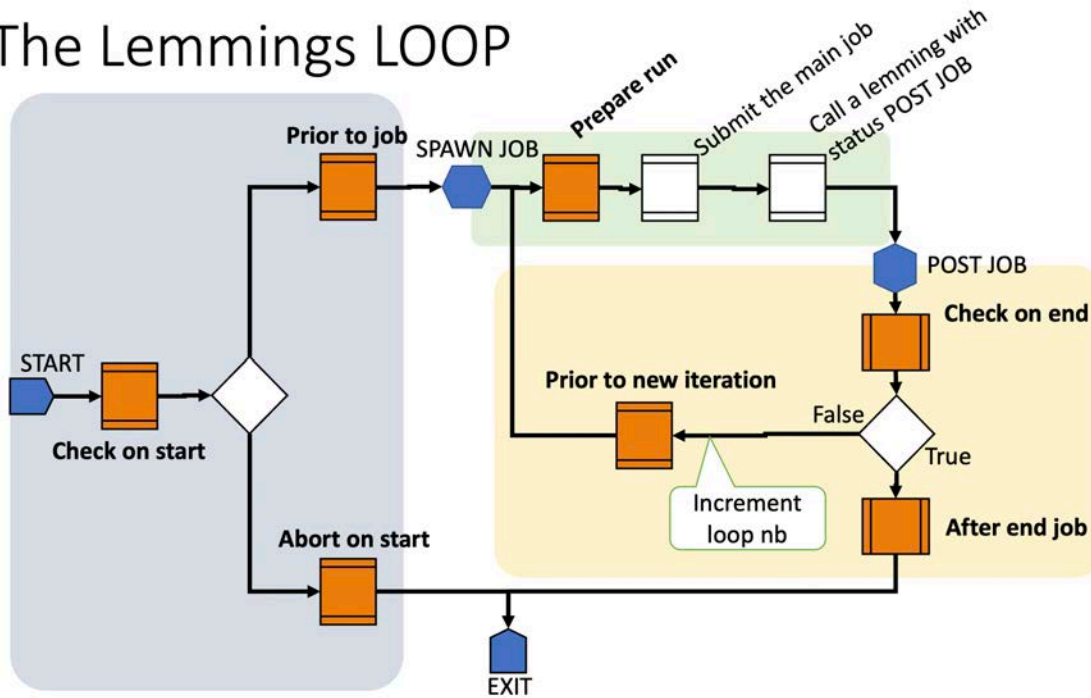 The Lemmings LOOP
Prepare run
Submit the main job
Call a lemming with
status POST JOB
Prior to job
SPAWN JOB
POST JOB
Check on end
START
Prior to new iteration
False
True
Check on start
Increment
loop nb
After end job
Abort on start
EXIT